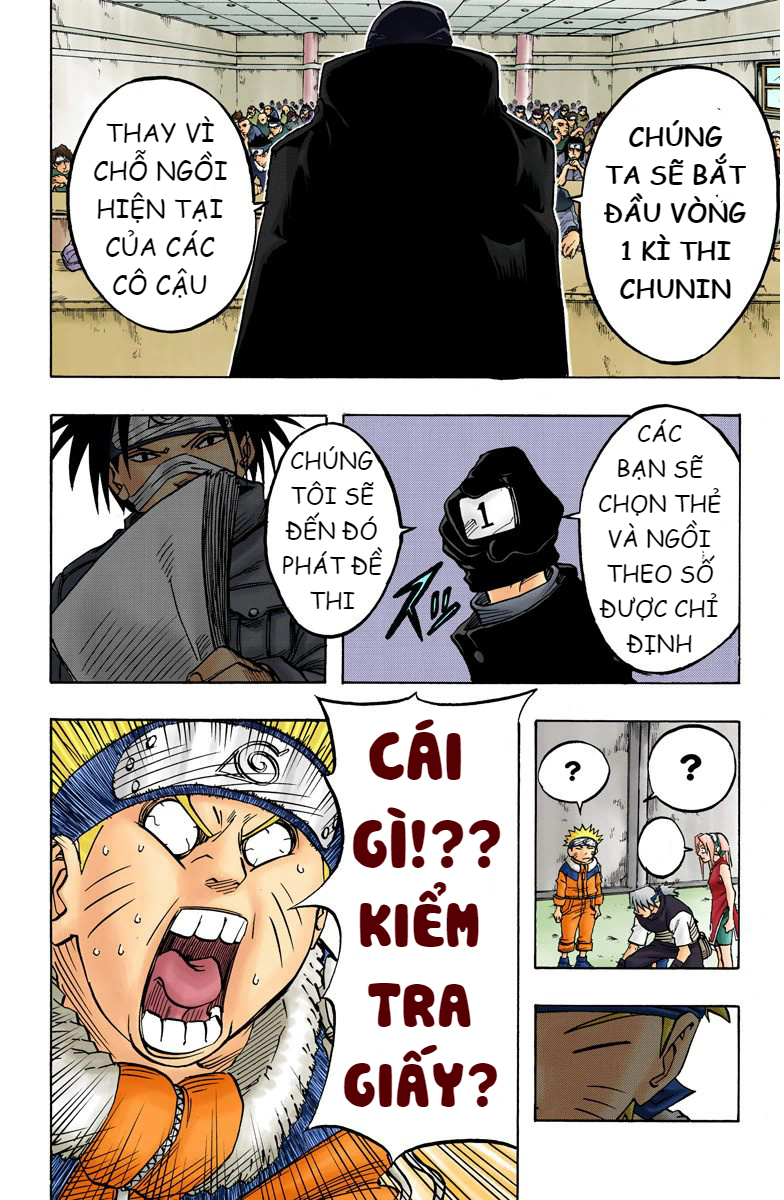 CHÚNG
TA SẼ BẮT
ĐẦU VÒNG
1 KÌ THI
CHUNIN
THAY VÌ
CHỖ NGỒI
HIỆN TẠI
CỦA CÁC
CÔ CẬU
CÁC
BẠN SẼ
CHỌN THẺ
VÀ NGỒI
THEO SỐ
ĐƯỢC CHỈ
ĐỊNH
1
ズッ
CHÚNG
TÔI SẼ
ĐẾN ĐÓ
PHÁT ĐỀ
THI
?
?
CÁI
GÌ!??
KIỂM
TRA
GIẤY?